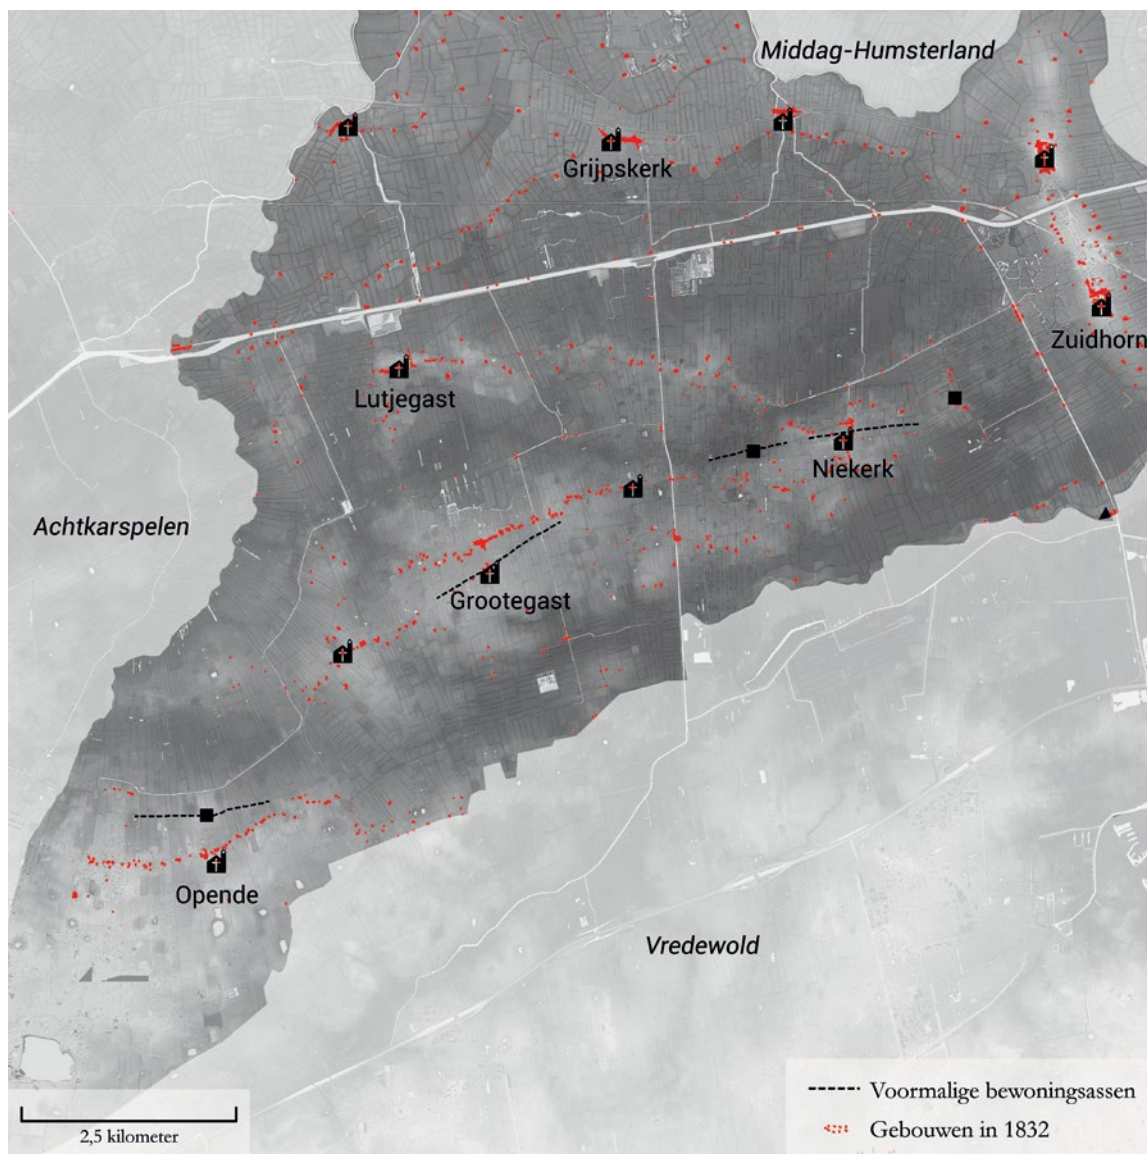 Middag-Humsterland
Grijpskerk
Zuidhorn
Lutjegast
Niekerk
Achtkarspelen
Grootegast
Opende
Vredewold
Voormalige bewoningsassen
Gebouwen in 1832
2,5 kilometer